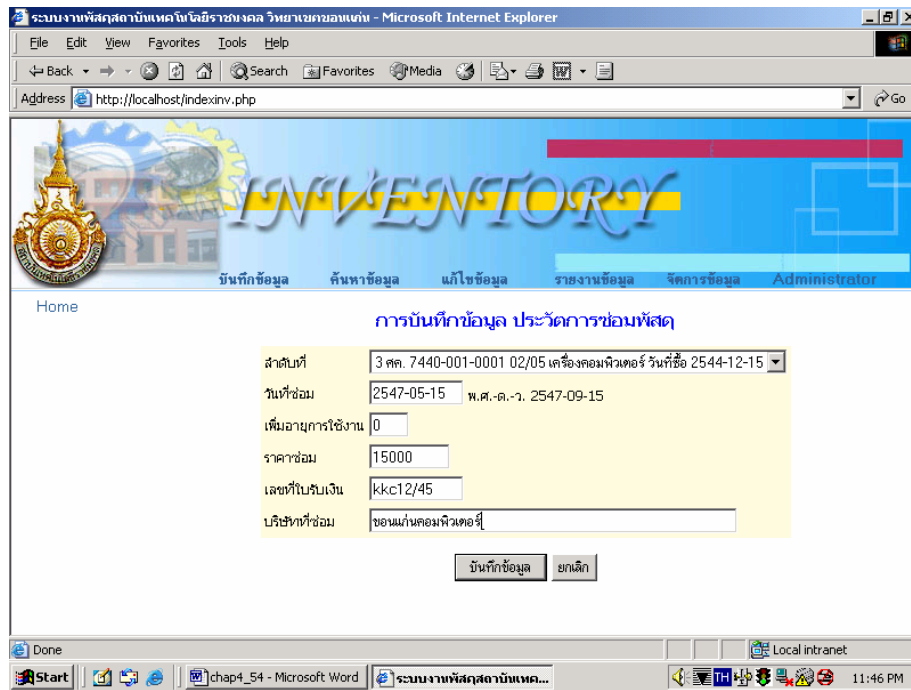 ระบบงานพัสดุสถาบันเทคโนโลยีราชมงคล วิทยาเขตขอนแก่น - Microsoft Internet Explorer
File Edit View Favorites Tools Help
Back Search Favorites Media
Address http://localhost/indexinv.php Go
INVENTORY
บันทึกข้อมูล ค้นหาข้อมูล แก้ไขข้อมูล รายงานข้อมูล จัดการข้อมูล Administrator
Home
การบันทึกข้อมูล ประวัติการซ่อมพัสดุ
ลำดับที่ 3 ศค. 7440-001-0001 02/05 เครื่องคอมพิวเตอร์ วันที่ซื้อ 2544-12-15
วันที่ซ่อม 2547-05-15 พ.ศ.-ด.-ว. 2547-09-15
เพิ่มอายุการใช้งาน 0
ราคาซ่อม 15000
เลขที่ใบรับเงิน kkc12/45
บริษัทที่ซ่อม ขอนแก่นคอมพิวเตอร์
บันทึกข้อมูล ยกเลิก
Done Local intranet
Start chap4_54 - Microsoft Word ระบบงานพัสดุสถาบันเทค... TH 11:46 PM